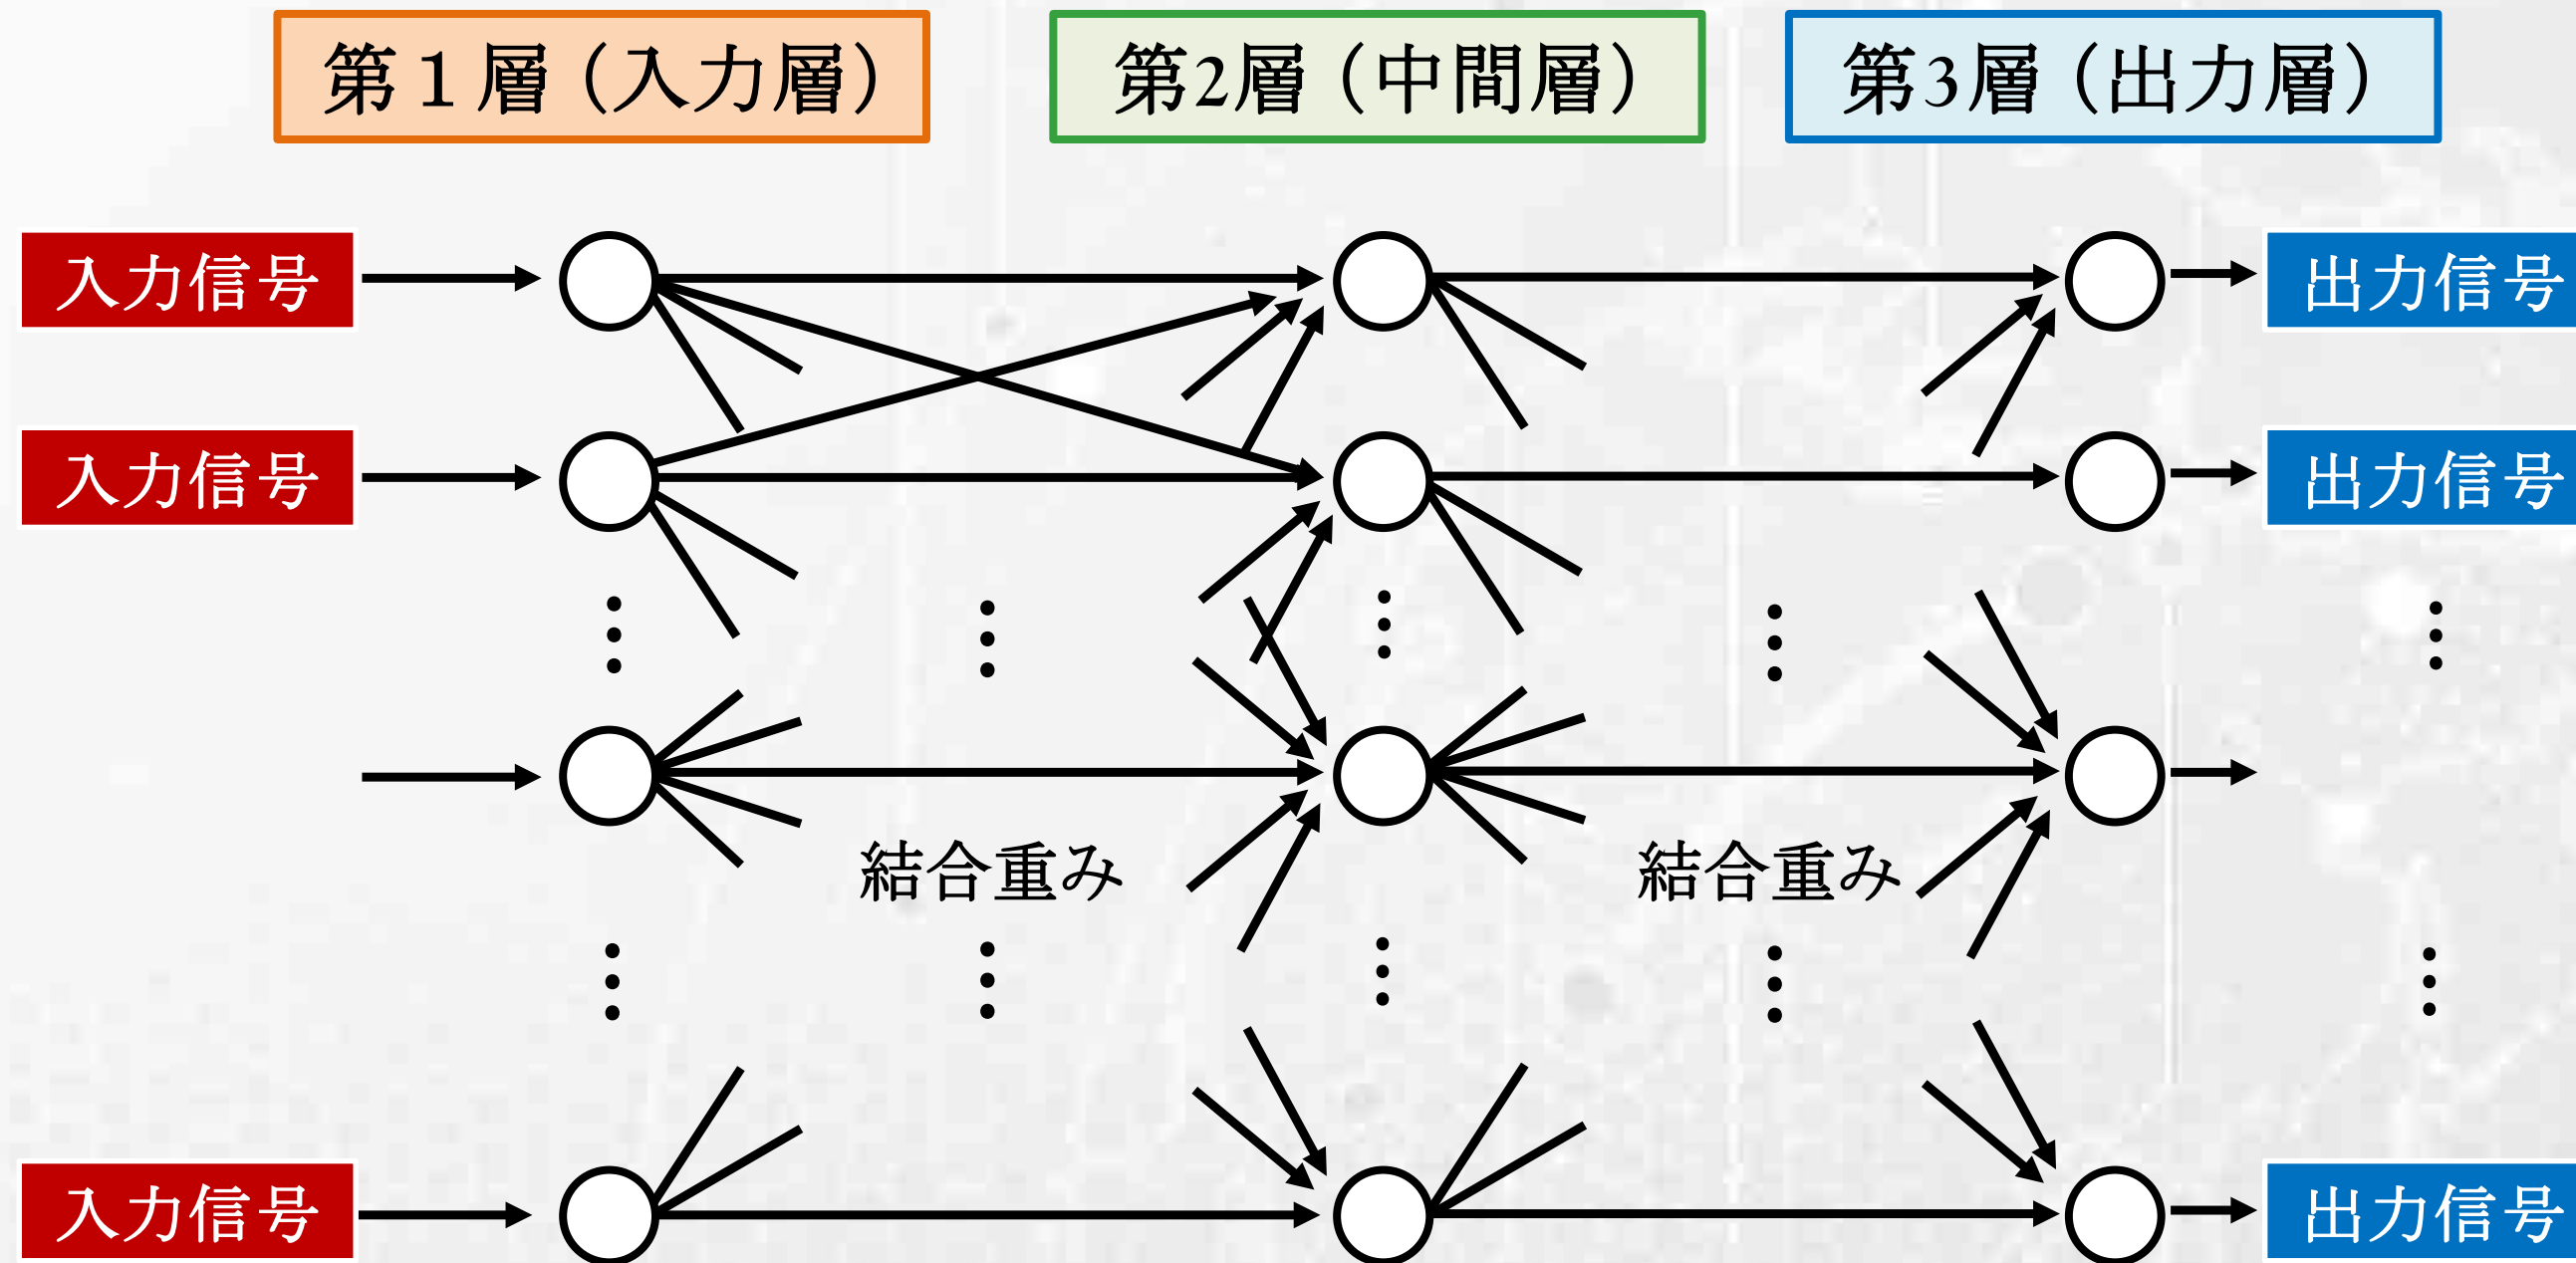 第１層（入力層）
第2層（中間層）
第3層（出力層）
入力信号
出力信号
入力信号
出力信号
結合重み
結合重み
入力信号
出力信号